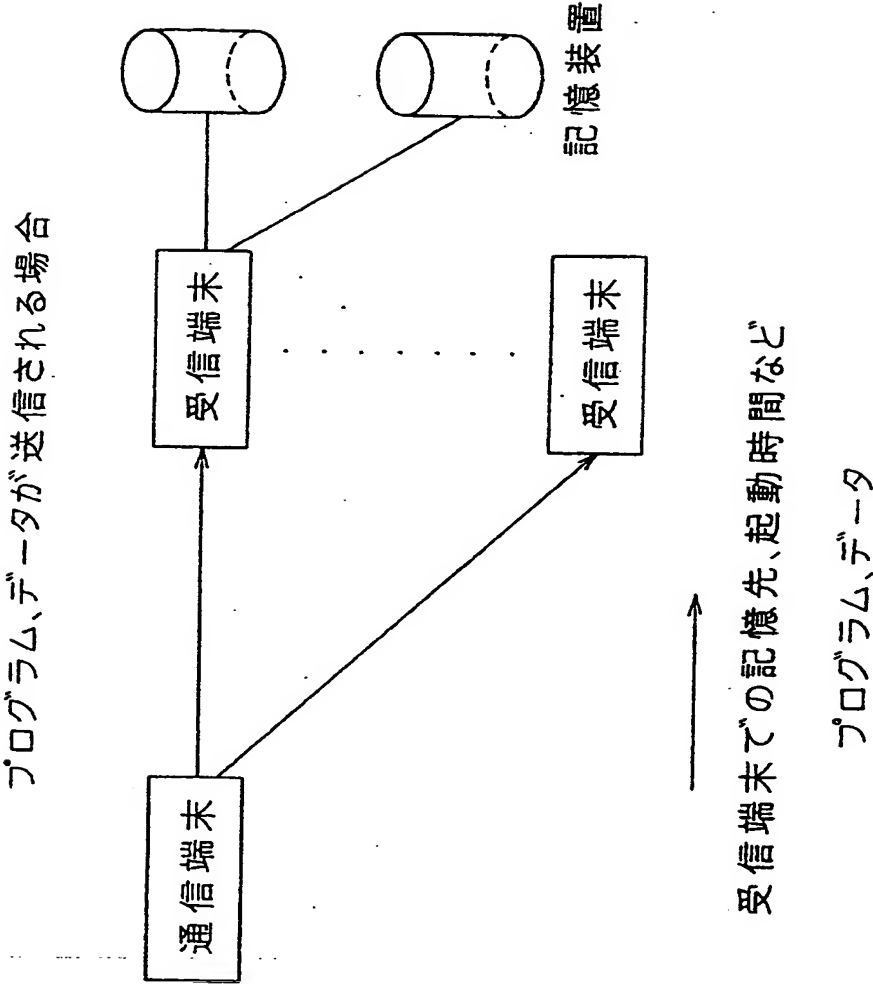 プログラム、データが送信される場合
通信端末
受信端末
受信端末
記憶装置
受信端末での記憶先、起動時間など
プログラム、データ